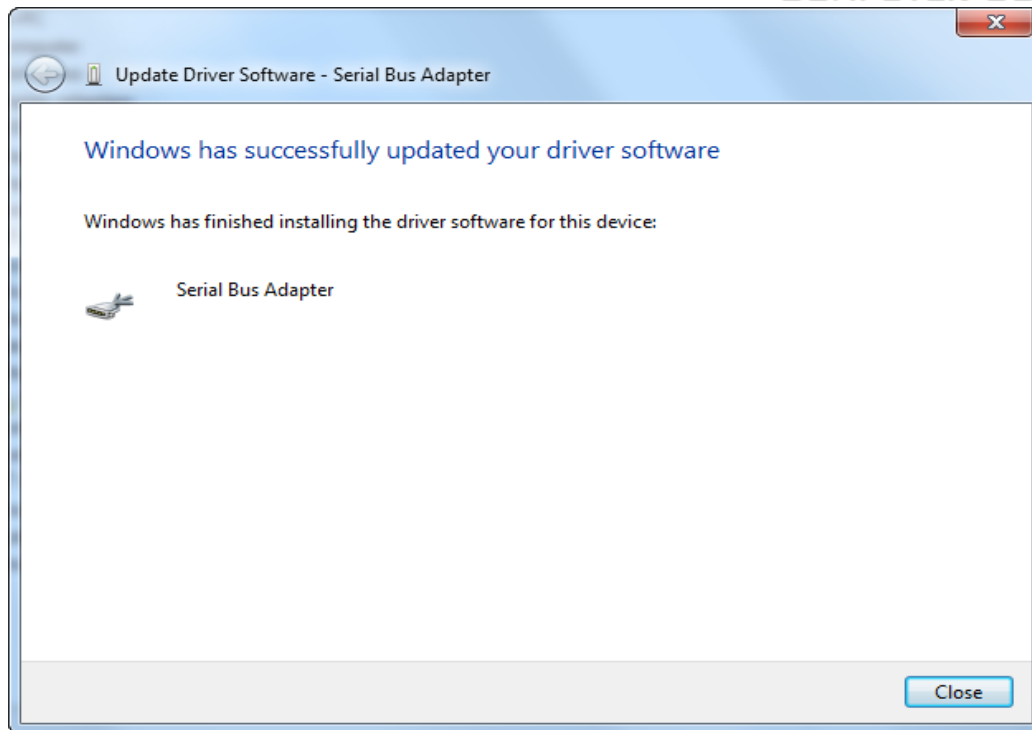 Update Driver Software - Serial Bus Adapter
Windows has successfully updated your driver software
Windows has finished installing the driver software for this device:
Serial Bus Adapter
Close